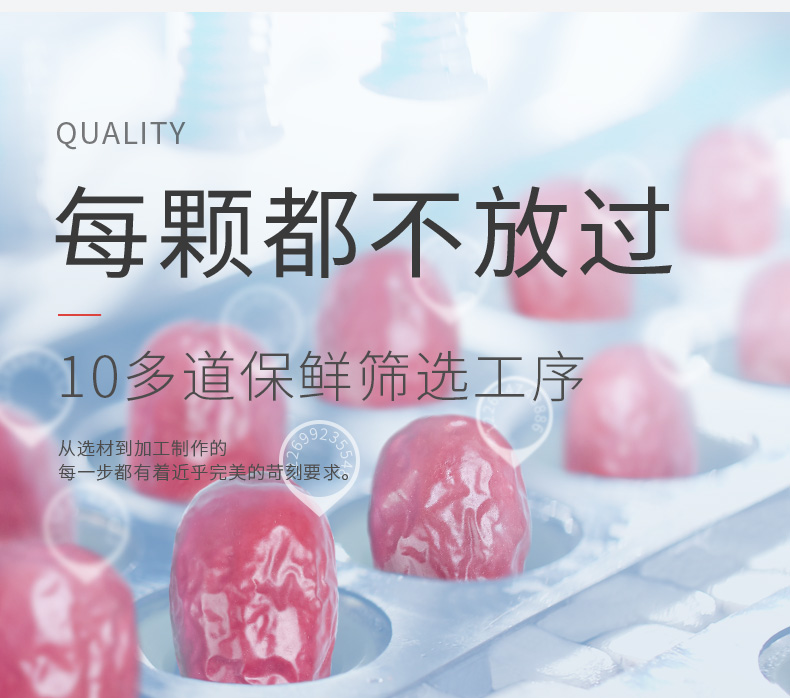 QUALITY
每颗都不放过
10多道保鲜筛选工序
从选材到加工制作的
每一步都有着近乎完美的苛刻要求。
269923554